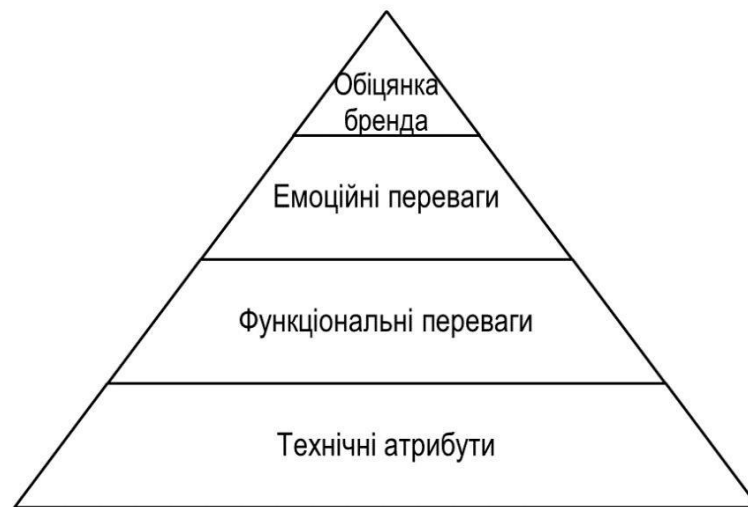 Обіцянка
бренда
Емоційні переваги
Функціональні переваги
Технічні атрибути